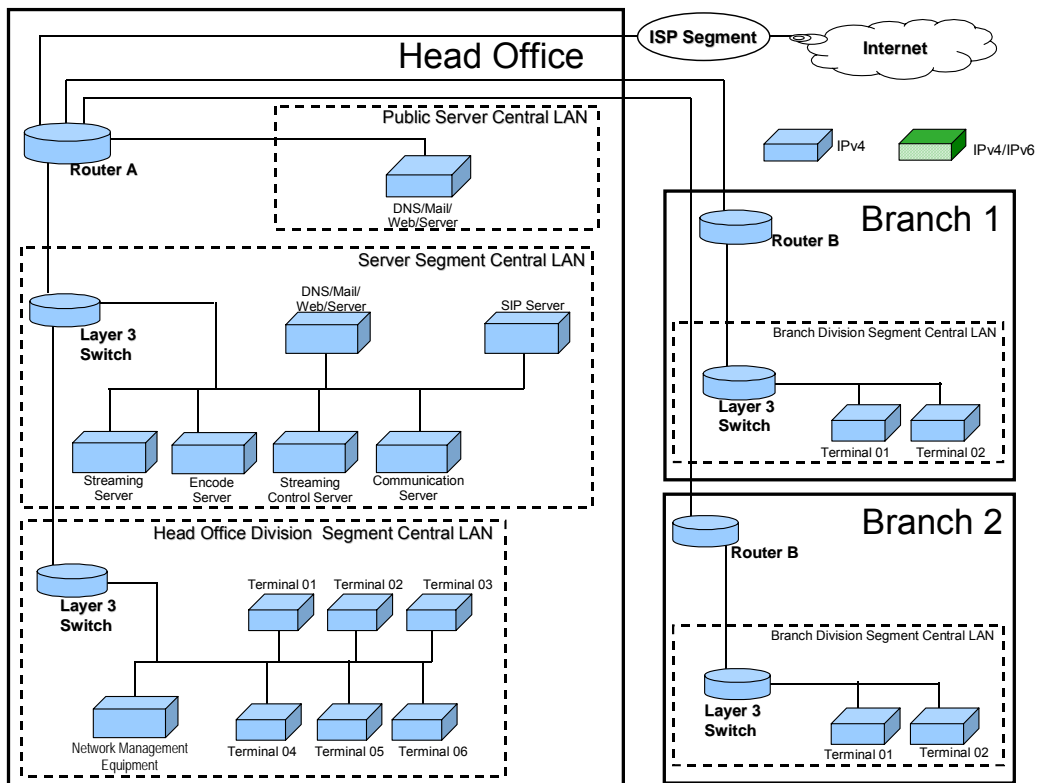 ISP Segment
Internet
Head Office
Public Server Central LAN
Router A
DNS/Mail/
Web/Server
IPv4
IPv4/IPv6
Server Segment Central LAN
DNS/Mail/
Web/Server
SIP Server
Layer 3
Switch
Streaming
Server
Encode
Server
Streaming
Control Server
Communication
Server
Head Office Division Segment Central LAN
Layer 3
Switch
Terminal 01
Terminal 02
Terminal 03
Network Management
Equipment
Terminal 04
Terminal 05
Terminal 06
Branch 1
Router B
Branch Division Segment Central LAN
Layer 3
Switch
Terminal 01
Terminal 02
Branch 2
Router B
Branch Division Segment Central LAN
Layer 3
Switch
Terminal 01
Terminal 02